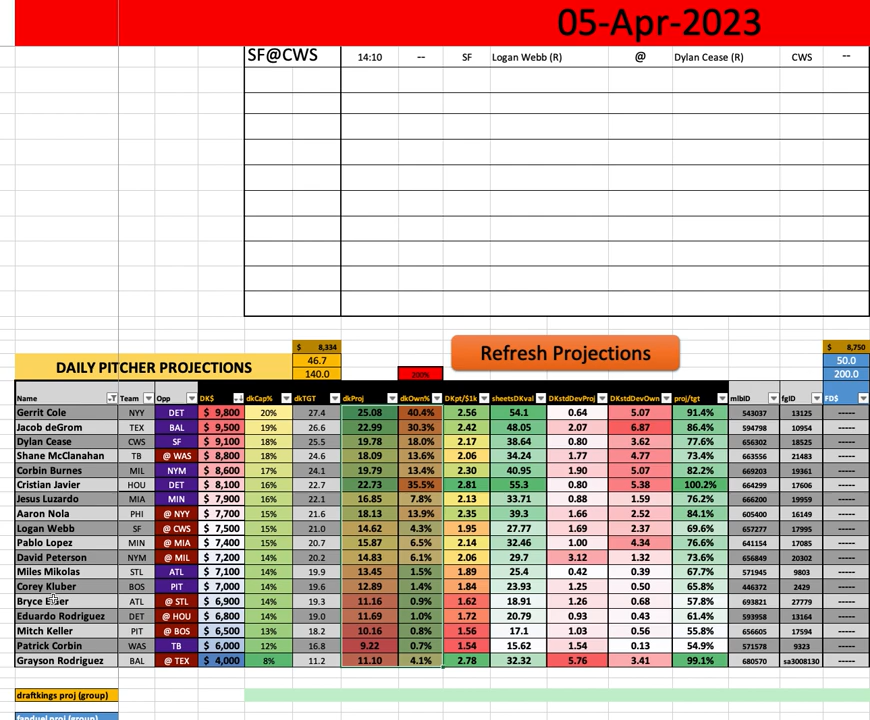 05-Apr-2023
SF@CWS 14:10 -- SF Logan Webb (R) @ Dylan Cease (R) CWS --
$ 8,334 $ 8,750
DAILY PITCHER PROJECTIONS 46.7 Refresh Projections 50.0
140.0 200% 200.0
Name Team Opp DK$ dkCap% dkTGT dkProj dkOwn% DKpt/$1k sheetsDKval DKstdDevProj DKstddevOwn proj/tgt mlbID fgID FD$
Gerrit Cole NYY DET $ 9,800 20% 27.4 25.08 40.4% 2.56 54.1 0.64 5.07 91.4% 543037 13125 -----
Jacob deGrom TEX BAL $ 9,500 19% 26.6 22.99 30.3% 2.42 48.05 2.07 6.87 86.4% 594798 10954 -----
Dylan Cease CWS SF $ 9,100 18% 25.5 19.78 18.0% 2.17 38.64 0.80 3.62 77.6% 656302 18525 -----
Shane McClanahan TB @ WAS $ 8,800 18% 24.6 18.09 13.6% 2.06 34.24 1.77 4.77 73.4% 663556 21483 -----
Corbin Burnes MIL NYM $ 8,600 17% 24.1 19.79 13.4% 2.30 40.95 1.90 5.07 82.2% 669203 19361 -----
Cristian Javier HOU DET $ 8,100 16% 22.7 22.73 35.5% 2.81 55.3 0.80 5.38 100.2% 664299 17606 -----
Jesus Luzardo MIA MIN $ 7,900 16% 22.1 16.85 7.8% 2.13 33.71 0.88 1.59 76.2% 666200 19959 -----
Aaron Nola PHI @ NYY $ 7,700 15% 21.6 18.13 13.9% 2.35 39.3 1.66 2.52 84.1% 605400 16149 -----
Logan Webb SF @ CWS $ 7,500 15% 21.0 14.62 4.3% 1.95 27.77 1.69 2.37 69.6% 657277 17995 -----
Pablo Lopez MIN @ MIA $ 7,400 15% 20.7 15.87 6.5% 2.14 32.46 1.00 4.34 76.6% 641154 17085 -----
David Peterson NYM @ MIL $ 7,200 14% 20.2 14.83 6.1% 2.06 29.7 3.12 1.32 73.6% 656849 20302 -----
Miles Mikolas STL ATL $ 7,100 14% 19.9 13.45 1.5% 1.89 25.4 0.42 0.39 67.7% 571945 9803 -----
Corey Kluber BOS PIT $ 7,000 14% 19.6 12.89 1.4% 1.84 23.93 1.25 0.50 65.8% 446372 2429 -----
Bryce ATL @ STL $ 6,900 14% 19.3 11.16 0.9% 1.62 18.91 1.26 0.68 57.8% 693821 27779 -----
Eduardo Rodriguez DET @ HOU $ 6,800 14% 19.0 11.69 1.0% 1.72 20.79 0.93 0.43 61.4% 593958 13164 -----
Mitch Keller PIT @ BOS $ 6,500 13% 18.2 10.16 0.8% 1.56 17.1 1.03 0.56 55.8% 656605 17594 -----
Patrick Corbin WAS TB $ 6,000 12% 16.8 9.22 0.7% 1.54 15.62 1.54 0.13 54.9% 571578 9323 -----
Grayson Rodriguez BAL @ TEX $ 4,000 8% 11.2 11.10 4.1% 2.78 32.32 5.76 3.41 99.1% 680570 sa3008130 -----
draftkings proj (group)
fanduel proj (group)